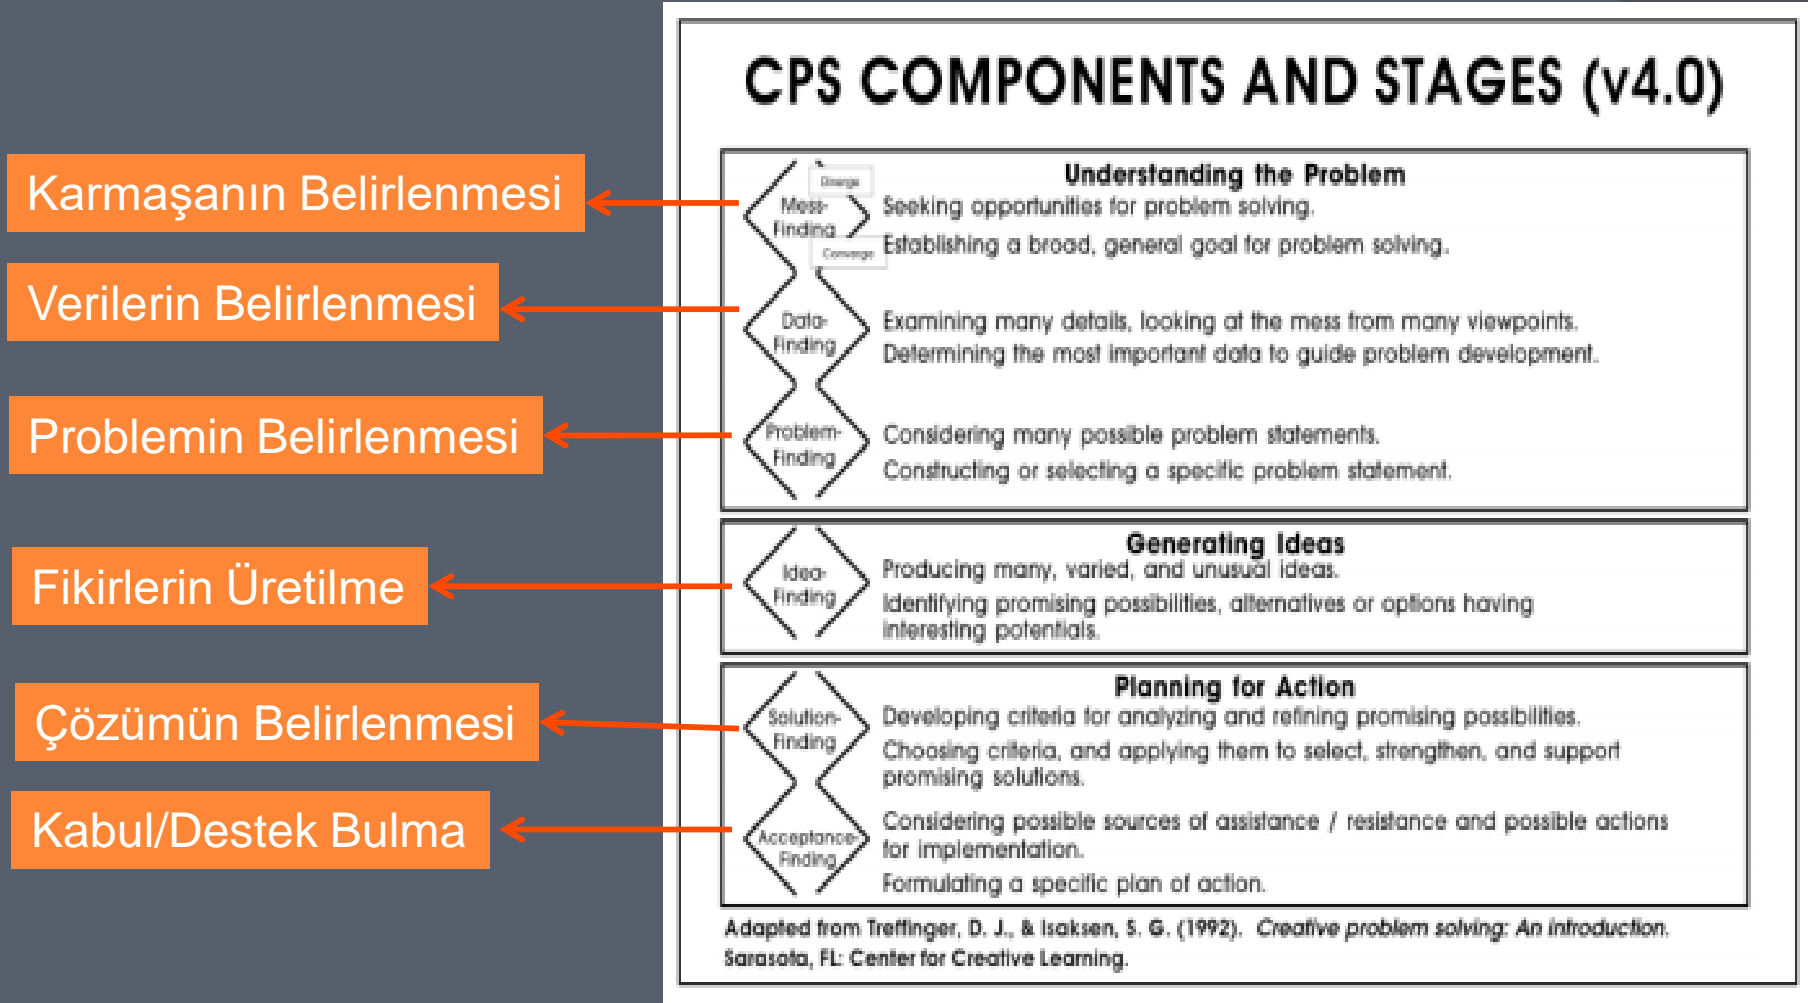 CPS COMPONENTS AND STAGES (v4.0)
Karmaşanın Belirlenmesi
Verilerin Belirlenmesi
Problemin Belirlenmesi
Fikirlerin Üretilme
Çözümün Belirlenmesi
Kabul/Destek Bulma
Understanding the Problem
Diverge
Mess-
Finding
Converge
Seeking opportunities for problem solving.
Establishing a broad, general goal for problem solving.
Data-
Finding
Examining many details, looking at the mess from many viewpoints.
Determining the most important data to guide problem development.
Problem-
Finding
Considering many possible problem statements.
Constructing or selecting a specific problem statement.
Generating Ideas
Idea-
Finding
Producing many, varied, and unusual ideas.
Identifying promising possibilities, alternatives or options having
interesting potentials.
Planning for Action
Solution-
Finding
Developing criteria for analyzing and refining promising possibilities.
Choosing criteria, and applying them to select, strengthen, and support
promising solutions.
Acceptance-
Finding
Considering possible sources of assistance / resistance and possible actions
for implementation.
Formulating a specific plan of action.
Adapted from Treffinger, D. J., & Isaksen, S. G. (1992). Creative problem solving: An introduction.
Sarasota, FL: Center for Creative Learning.